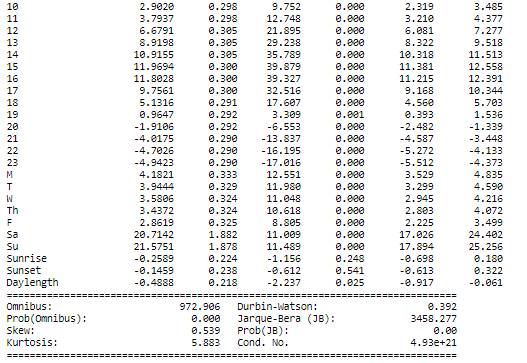 10 2.9020 0.298 9.752 0.000 2.319 3.485
11 3.7937 0.298 12.748 0.000 3.210 4.377
12 6.6791 0.305 21.895 0.000 6.081 7.277
13 8.9198 0.305 29.238 0.000 8.322 9.518
14 10.9155 0.305 35.789 0.000 10.318 11.513
15 11.9694 0.300 39.879 0.000 11.381 12.558
16 11.8028 0.300 39.327 0.000 11.215 12.391
17 9.7561 0.300 32.516 0.000 9.168 10.344
18 5.1316 0.291 17.607 0.000 4.560 5.703
19 0.9647 0.292 3.309 0.001 0.393 1.536
20 -1.9106 0.292 -6.553 0.000 -2.482 -1.339
21 -4.0175 0.290 -13.837 0.000 -4.587 -3.448
22 -4.7026 0.290 -16.195 0.000 -5.272 -4.133
23 -4.9423 0.290 -17.016 0.000 -5.512 -4.373
M 4.1821 0.333 12.551 0.000 3.529 4.835
T 3.9444 0.329 11.980 0.000 3.299 4.590
W 3.5806 0.324 11.048 0.000 2.945 4.216
Th 3.4372 0.324 10.618 0.000 2.803 4.072
F 2.8619 0.325 8.805 0.000 2.225 3.499
Sa 20.7142 1.882 11.009 0.000 17.026 24.402
Su 21.5751 1.878 11.489 0.000 17.894 25.256
Sunrise -0.2589 0.224 -1.156 0.248 -0.698 0.180
Sunset -0.1459 0.238 -0.612 0.541 -0.613 0.322
Daylength -0.4888 0.218 -2.237 0.025 -0.917 -0.061
Omnibus: 972.906 Durbin-Watson: 0.392
Prob(Omnibus): 0.000 Jarque-Bera (JB): 3458.277
Skew: 0.539 Prob(JB): 0.00
Kurtosis: 5.883 Cond. No. 4.93e+21